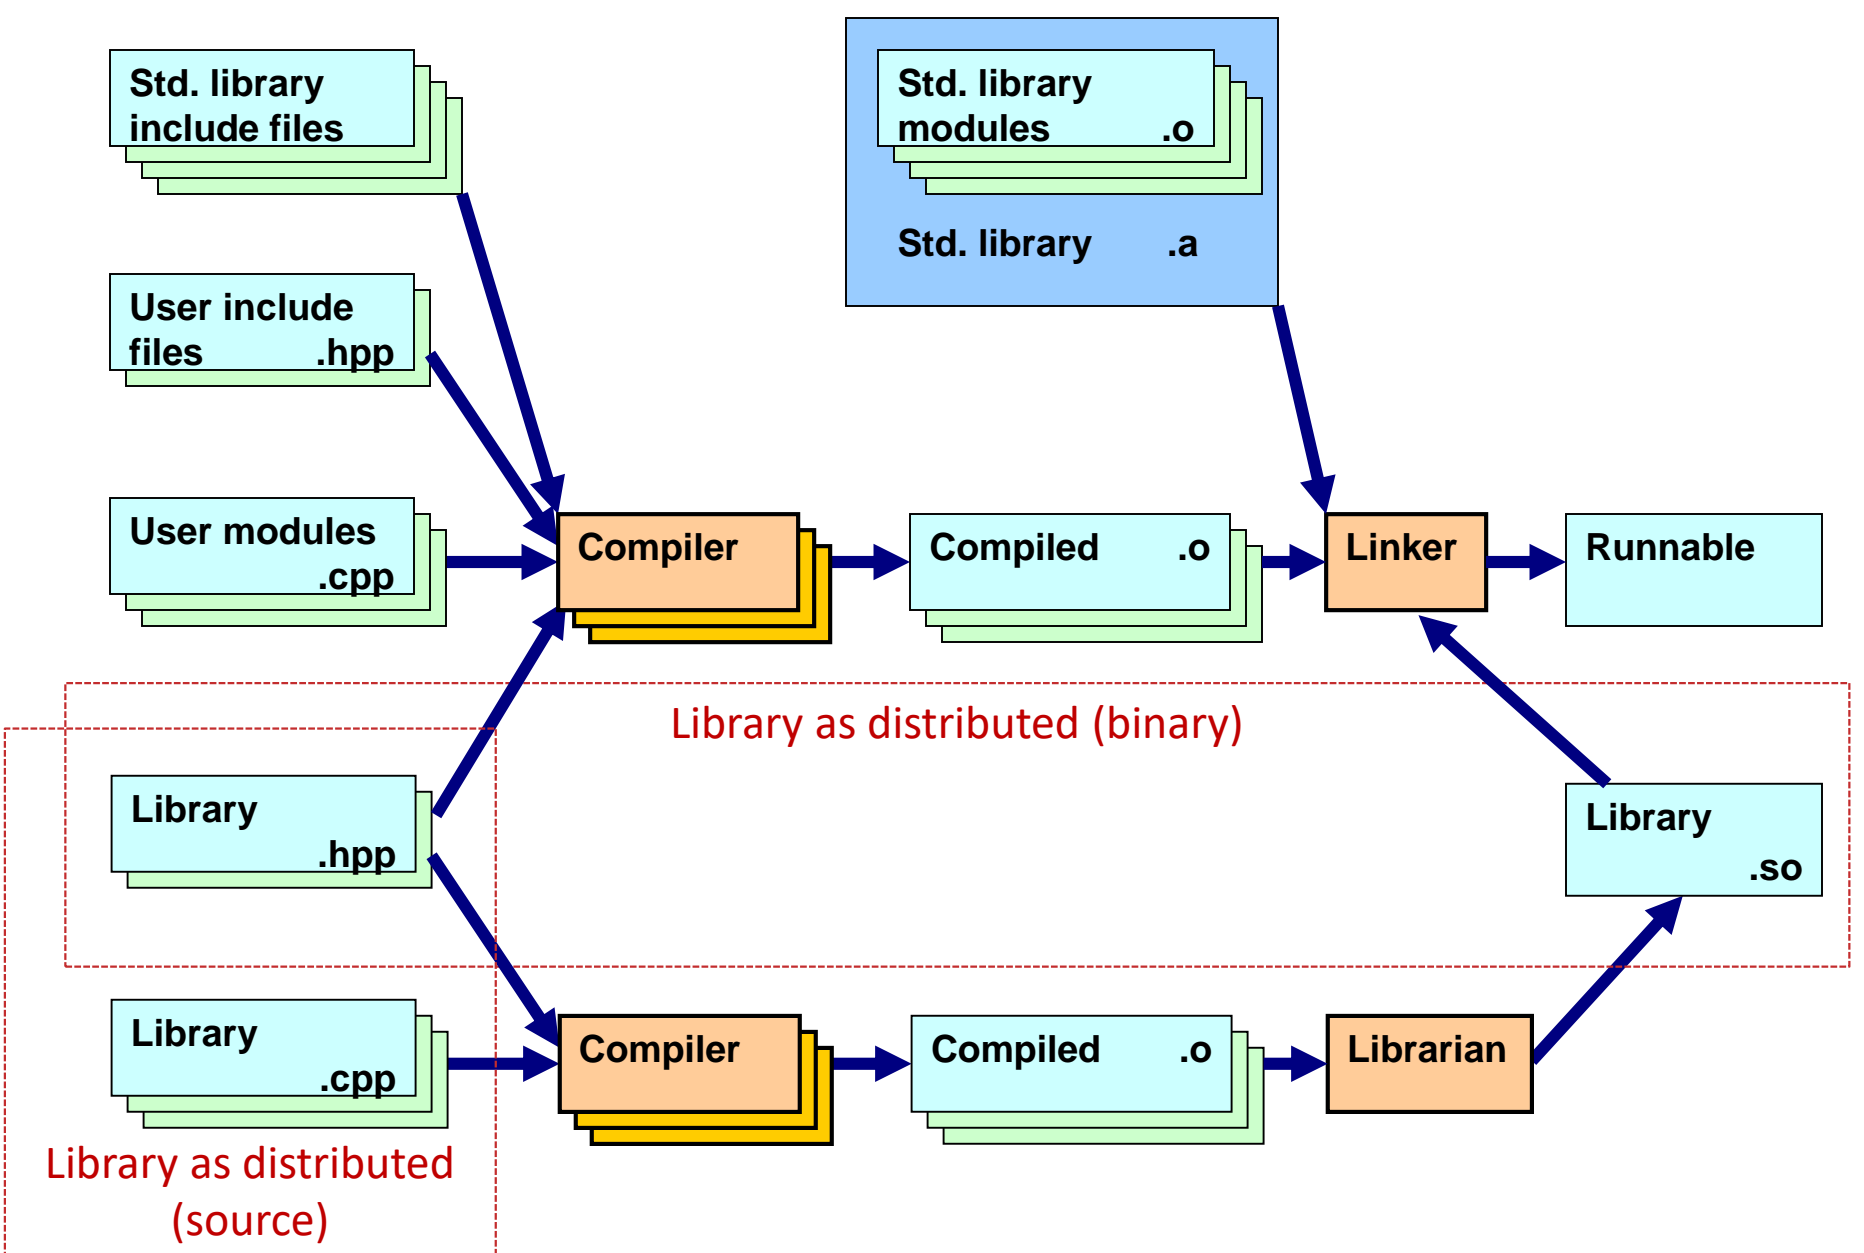 Std. library
include files
Std. library
modules .o
Std. library .a
User include
files .hpp
User modules
.cpp
Compiler
Compiled .o
Linker
Runnable
Library as distributed (binary)
Library
.hpp
Library
.so
Library
.cpp
Compiler
Compiled .o
Librarian
Library as distributed
(source)